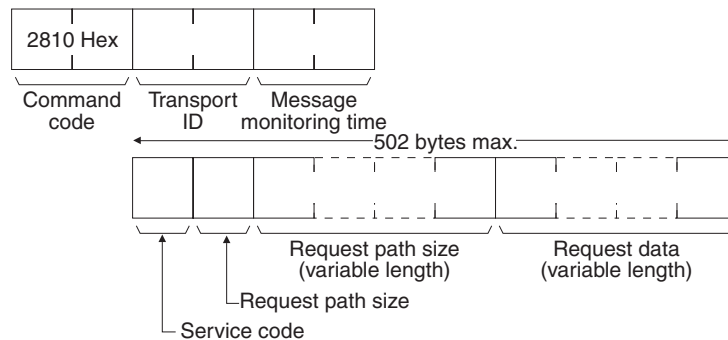 2810 Hex
Command code
Transport ID
Message monitoring time
502 bytes max.
Request path size (variable length)
Request data (variable length)
Request path size
Service code